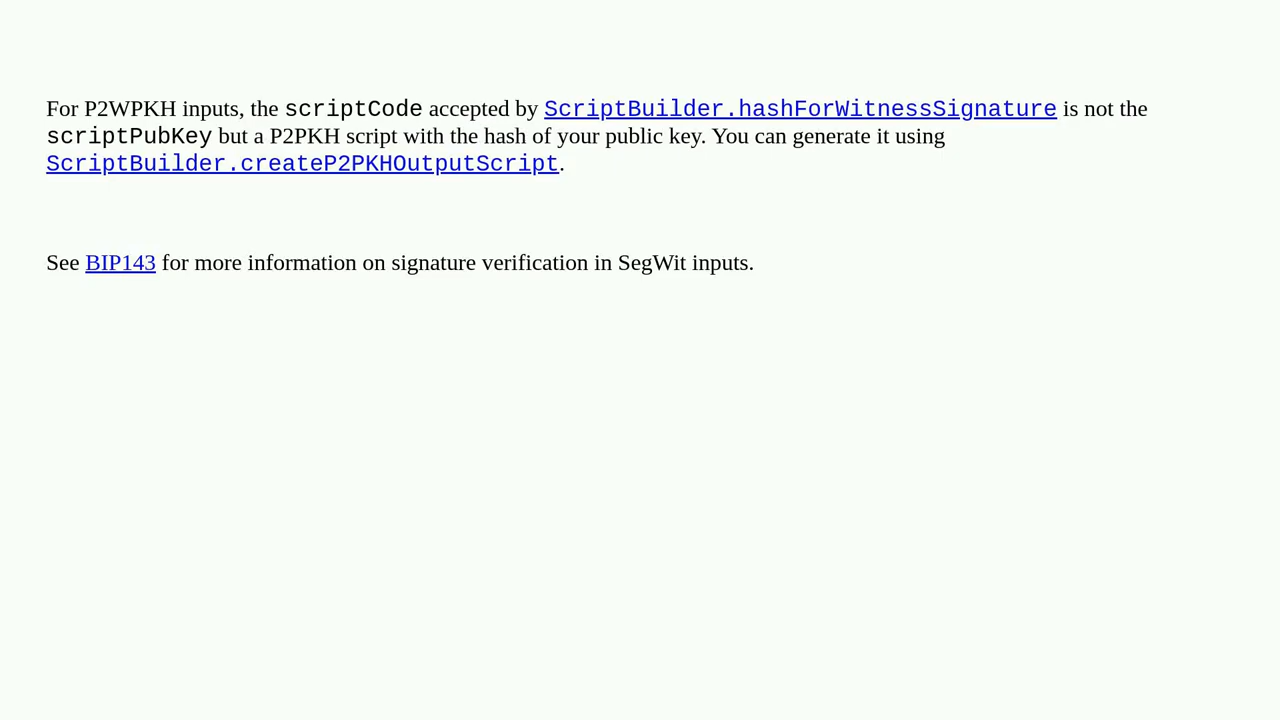 For P2WPKH inputs, the scriptCode accepted by ScriptBuilder.hashForWitnessSignature is not the
scriptPubKey but a P2PKH script with the hash of your public key. You can generate it using
ScriptBuilder.createP2PKHOutputScript.
See BIP143 for more information on signature verification in SegWit inputs.